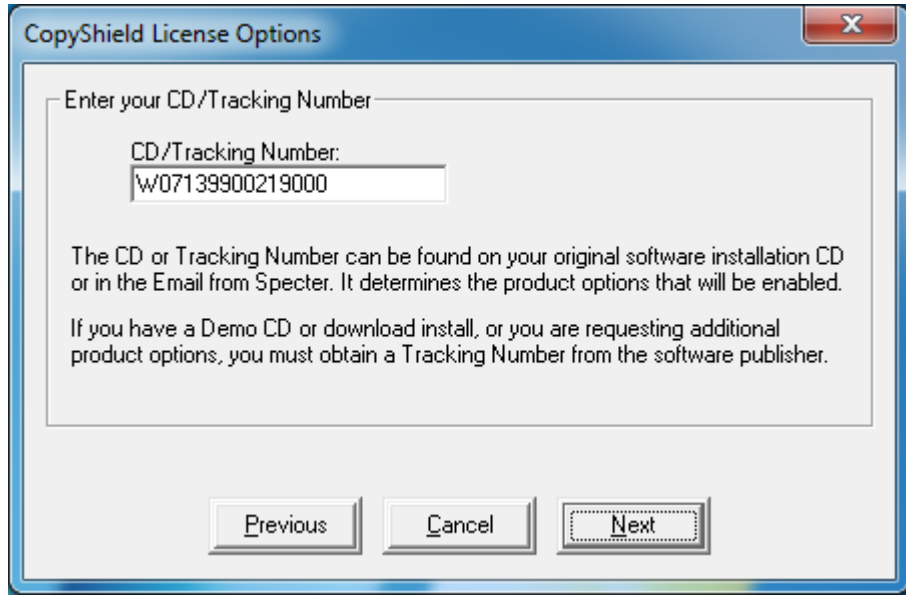 CopyShield License Options
Enter your CD/Tracking Number
CD/Tracking Number:
W07139900219000
The CD or Tracking Number can be found on your original software installation CD
or in the Email from Specter. It determines the product options that will be enabled.
If you have a Demo CD or download install, or you are requesting additional
product options, you must obtain a Tracking Number from the software publisher.
Previous Cancel Next